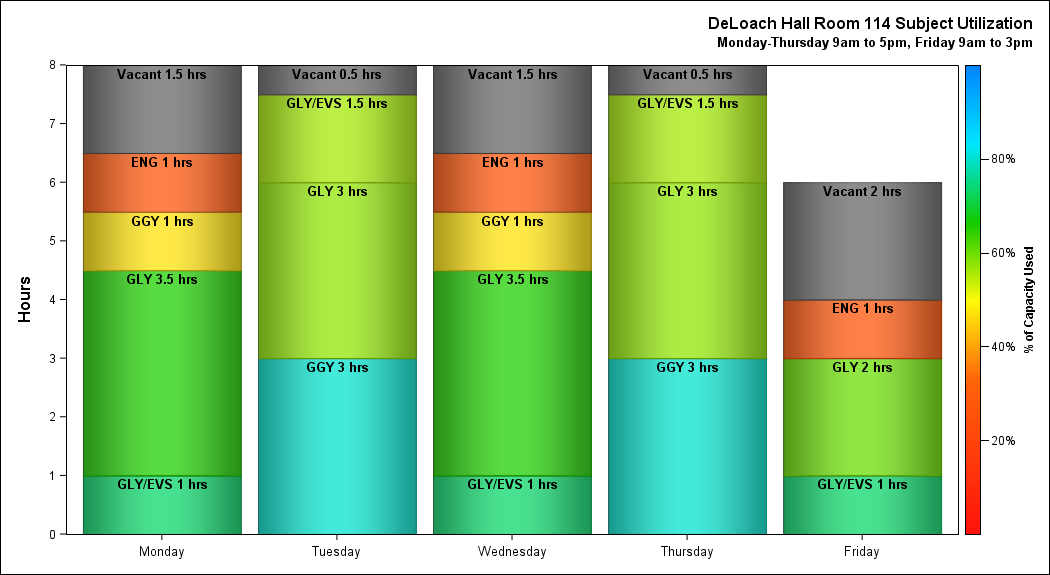 DeLoach Hall Room 114 Subject Utilization
Monday-Thursday 9am to 5pm, Friday 9am to 3pm
Hours
8
7
6
5
4
3
2
1
0
Vacant 1.5 hrs
ENG 1 hrs
GGY 1 hrs
GLY 3.5 hrs
GLY/EVS 1 hrs
Monday
Vacant 0.5 hrs
GLY/EVS 1.5 hrs
GLY 3 hrs
GGY 3 hrs
Tuesday
Vacant 1.5 hrs
ENG 1 hrs
GGY 1 hrs
GLY 3.5 hrs
GLY/EVS 1 hrs
Wednesday
Vacant 0.5 hrs
GLY/EVS 1.5 hrs
GLY 3 hrs
GGY 3 hrs
Thursday
Vacant 2 hrs
ENG 1 hrs
GLY 2 hrs
GLY/EVS 1 hrs
Friday
80%
60%
40%
20%
% of Capacity Used